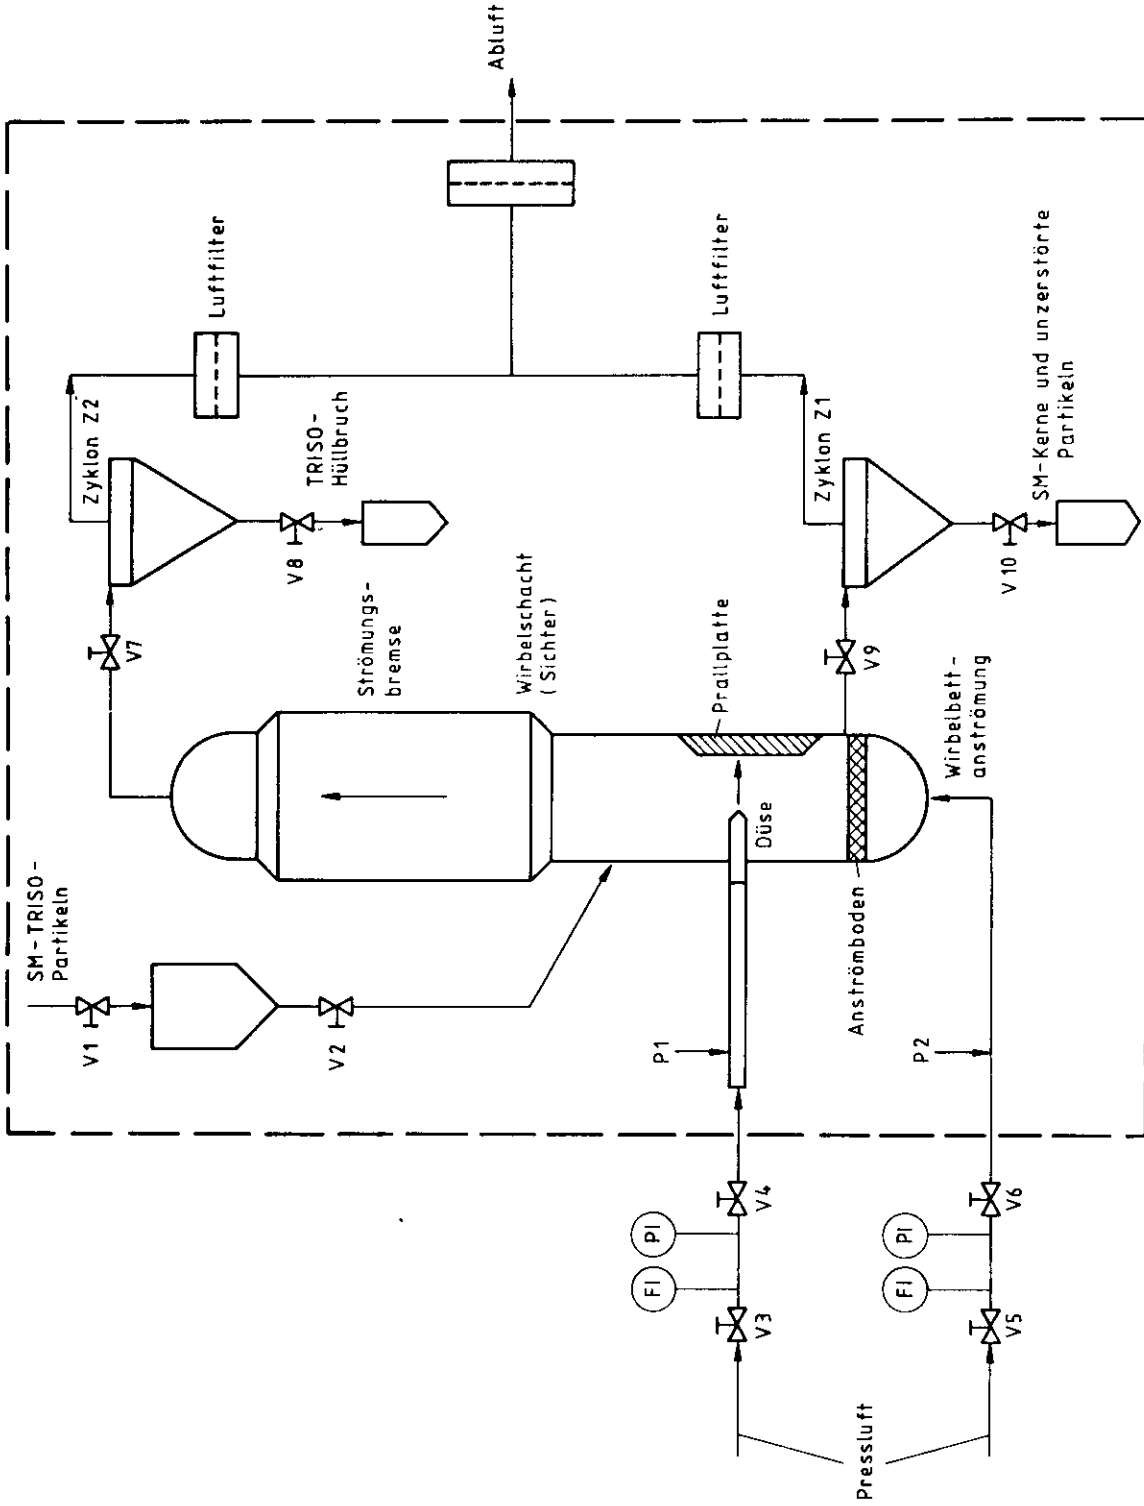 Abluft
Luftfilter
Luftfilter
Zyklon Z2
TRISO-
Hüllbruch
V8
V7
Zyklon Z1
SM-Kerne und unzerstörte
Partikeln
V10
V9
Strömungs-
bremse
Wirbelschacht
(Sichter)
Prallplatte
Wirbelbett-
anströmung
Düse
Anströmboden
SM-TRISO-
Partikeln
V1
V2
P1
P2
V4
PI
FI
V3
V6
PI
FI
V5
Pressluft